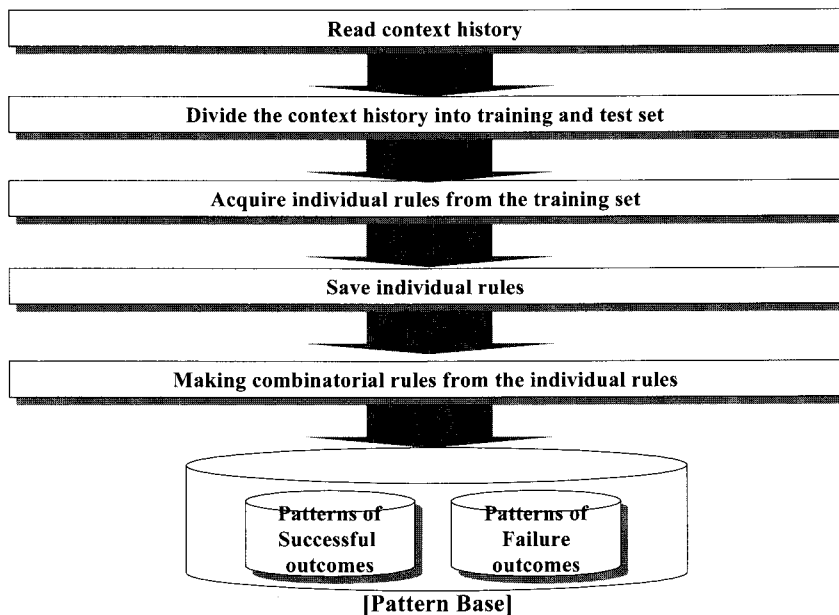 Read context history
Divide the context history into training and test set
Acquire individual rules from the training set
Save individual rules
Making combinatorial rules from the individual rules
Patterns of
Successful
outcomes
Patterns of
Failure
outcomes
[Pattern Base]